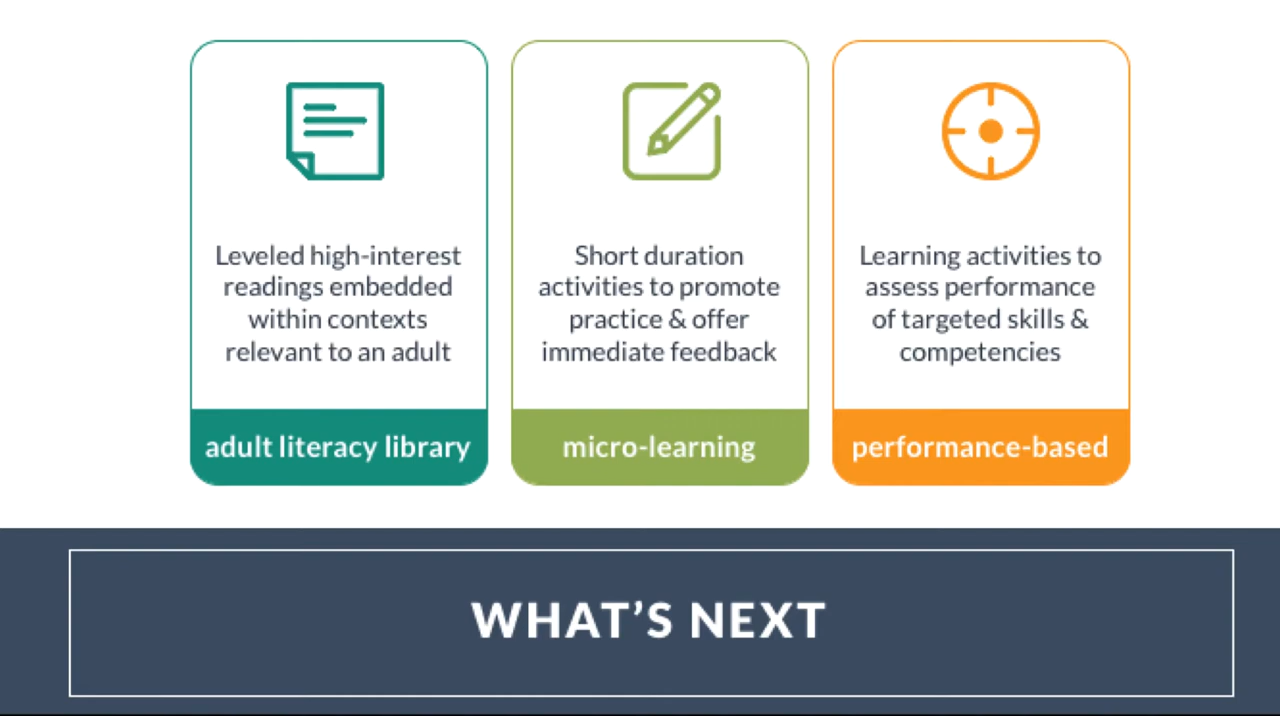 Leveled high-interest
readings embedded
within contexts
relevant to an adult
adult literacy library
Short duration
activities to promote
practice & offer
immediate feedback
micro-learning
Learning activities to
assess performance
of targeted skills &
competencies
performance-based
WHAT’S NEXT